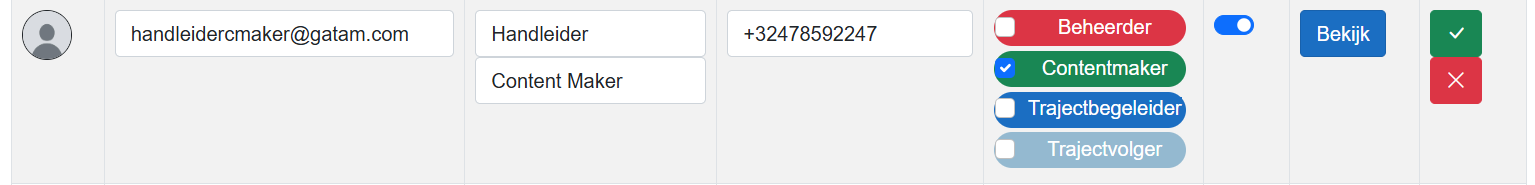 handleidercmaker@gatam.com
Handleider
Content Maker
+32478592247
Beheerder
Contentmaker
Trajectbegeleider
Trajectvolger
Bekijk